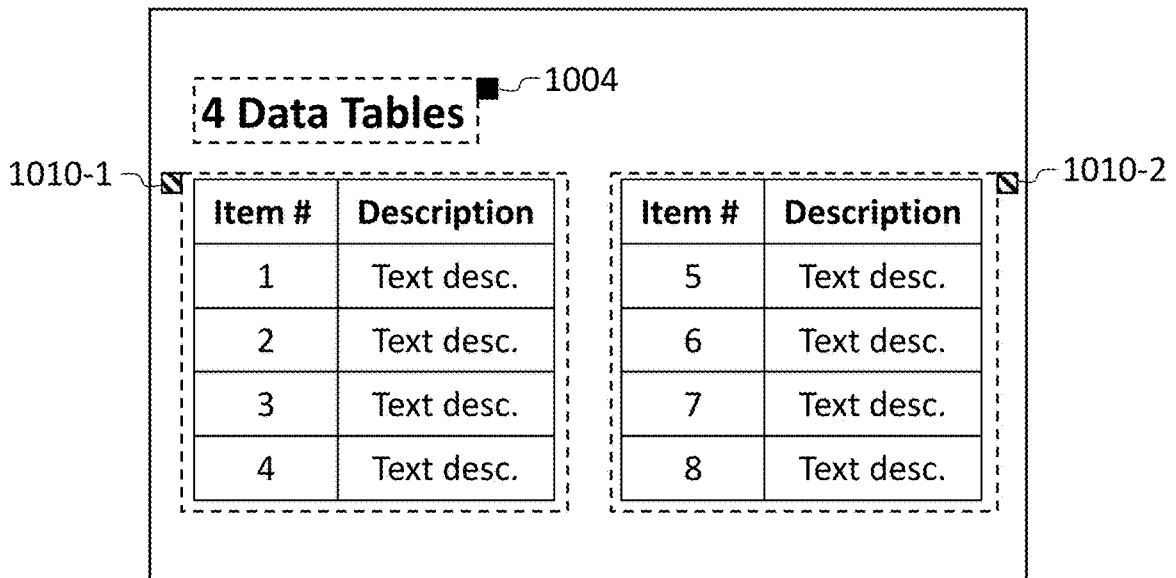 1004
4 Data Tables
1010-1
1010-2
Item # Description
1 Text desc.
2 Text desc.
3 Text desc.
4 Text desc.
Item # Description
5 Text desc.
6 Text desc.
7 Text desc.
8 Text desc.